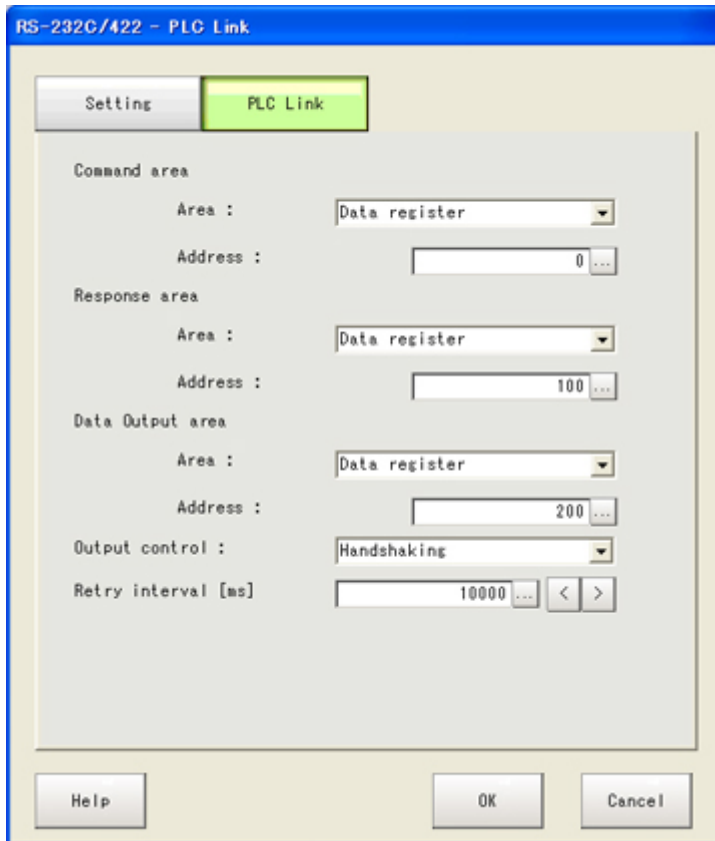 RS-232C/422 - PLC Link
Setting PLC Link
Command area
Area : Data register
Address : 0 ...
Response area
Area : Data register
Address : 100 ...
Data Output area
Area : Data register
Address : 200 ...
Output control : Handshaking
Retry interval [ms] 10000 ... < >
Help OK Cancel